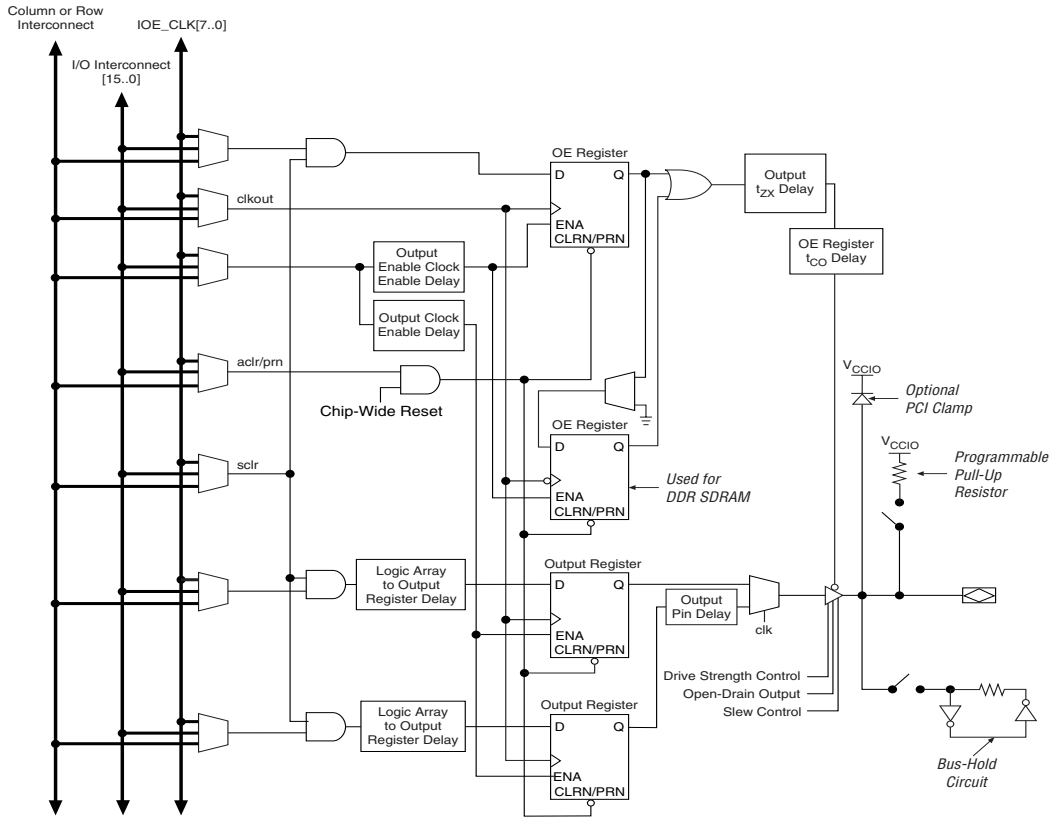 Column or Row
Interconnect
IOE_CLK[7..0]
I/O Interconnect
[15..0]
OE Register
D
Q
ENA
CLRN/PRN
Output
tZX Delay
OE Register
tCO Delay
clkout
Output
Enable Clock
Enable Delay
Output Clock
Enable Delay
aclr/prn
Chip-Wide Reset
VCCIO
Optional
PCI Clamp
OE Register
D
Q
ENA
CLRN/PRN
Used for
DDR SDRAM
VCCIO
Programmable
Pull-Up
Resistor
sclr
Logic Array
to Output
Register Delay
Output Register
D
Q
ENA
CLRN/PRN
Output
Pin Delay
clk
Drive Strength Control
Open-Drain Output
Slew Control
Logic Array
to Output
Register Delay
Output Register
D
Q
ENA
CLRN/PRN
Bus-Hold
Circuit